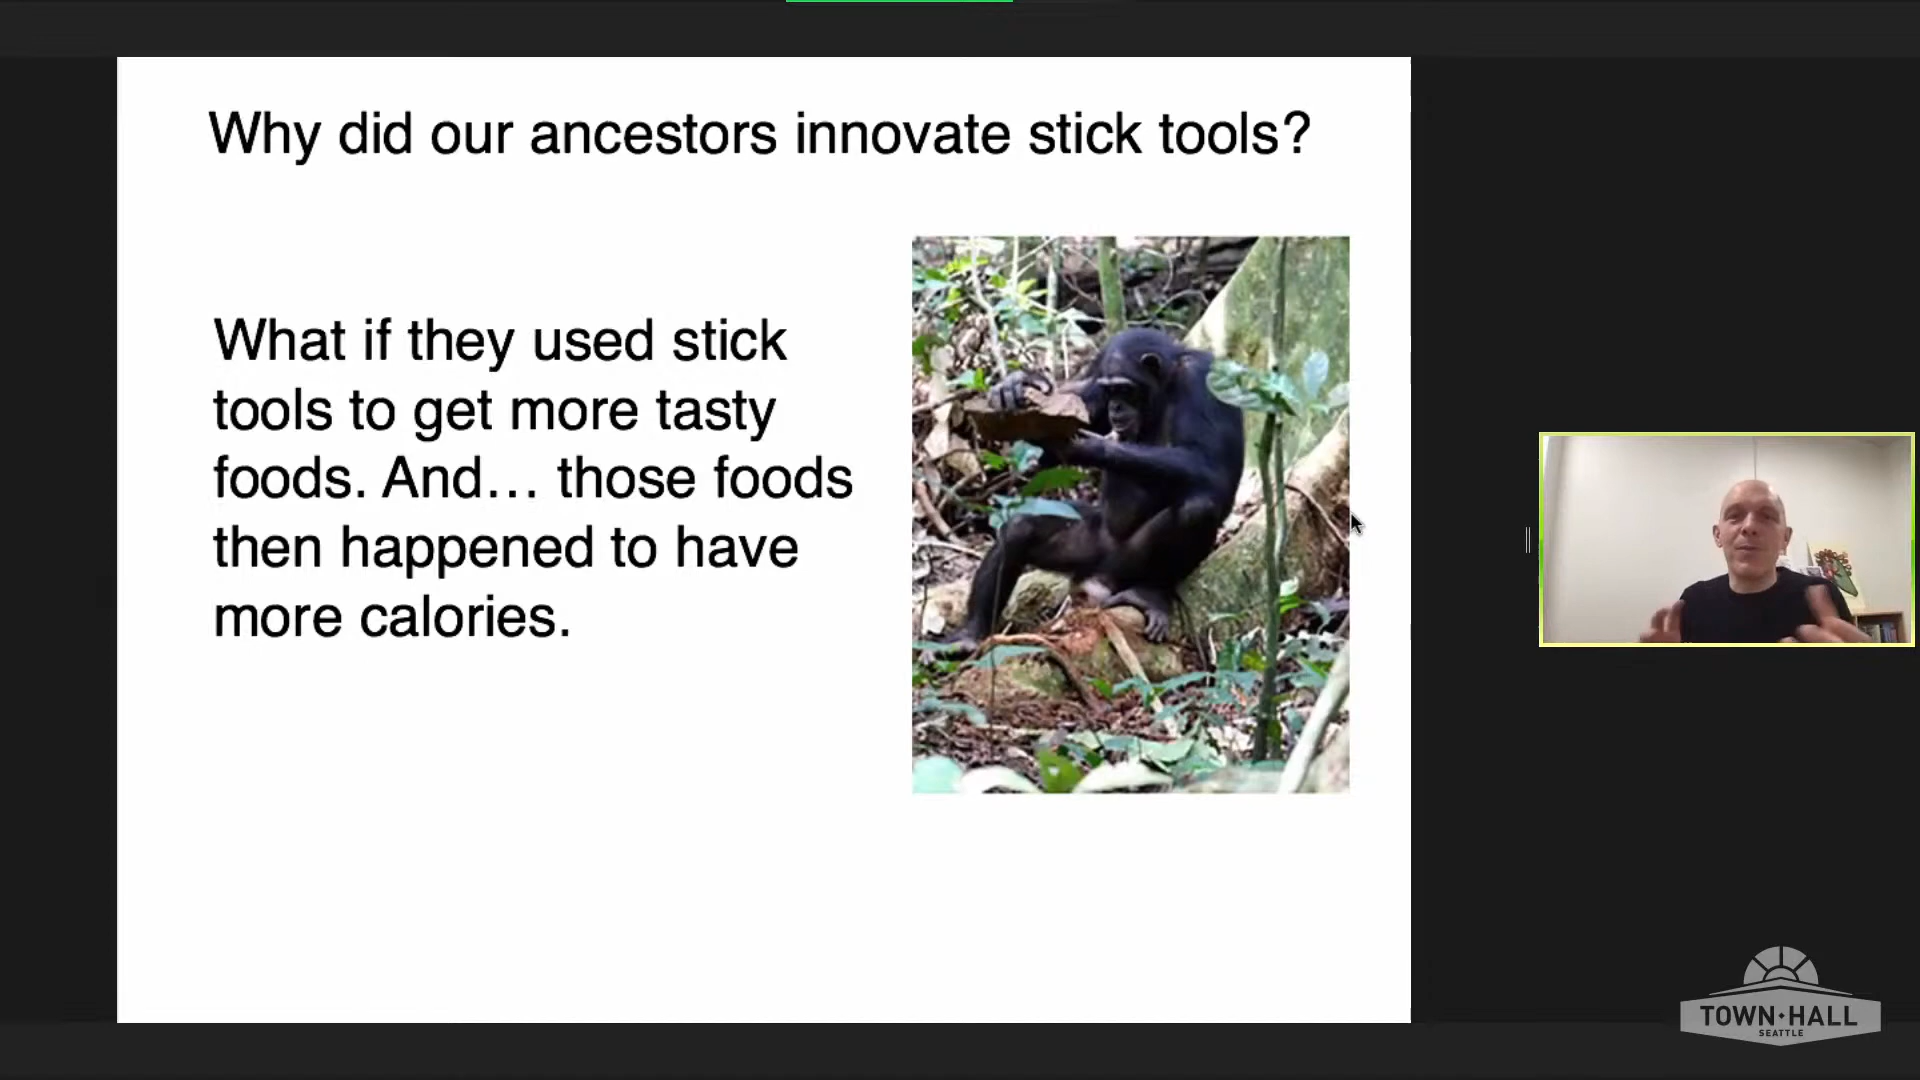 Why did our ancestors innovate stick tools?
What if they used stick
tools to get more tasty
foods. And... those foods
then happened to have
more calories.
TOWN·HALL
SEATTLE